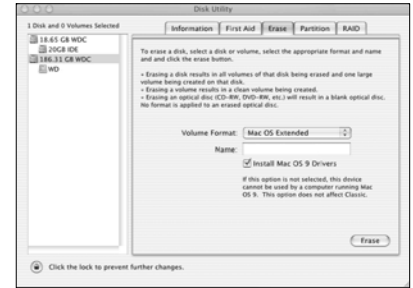 Disk Utility
1 Disk and 0 Volumes Selected
18.65 GB WDC
20GB IDE
186.31 GB WDC
WD
Information First Aid Erase Partition RAID
To erase a disk, select a disk or volume, select the appropriate format and name
and and click the erase button.
• Erasing a disk results in all volumes of that disk being erased and one large
volume being created on that disk.
• Erasing a volume results in a clean volume being created.
• Erasing an optical disc (CD-RW, DVD-RW, etc.) will result in a blank optical disc.
No format is applied to an erased optical disc.
Volume Format: Mac OS Extended
Name:
Install Mac OS 9 Drivers
If this option is not selected, this device
cannot be used by a computer running Mac
OS 9. This option does not affect Classic.
Erase
Click the lock to prevent further changes.